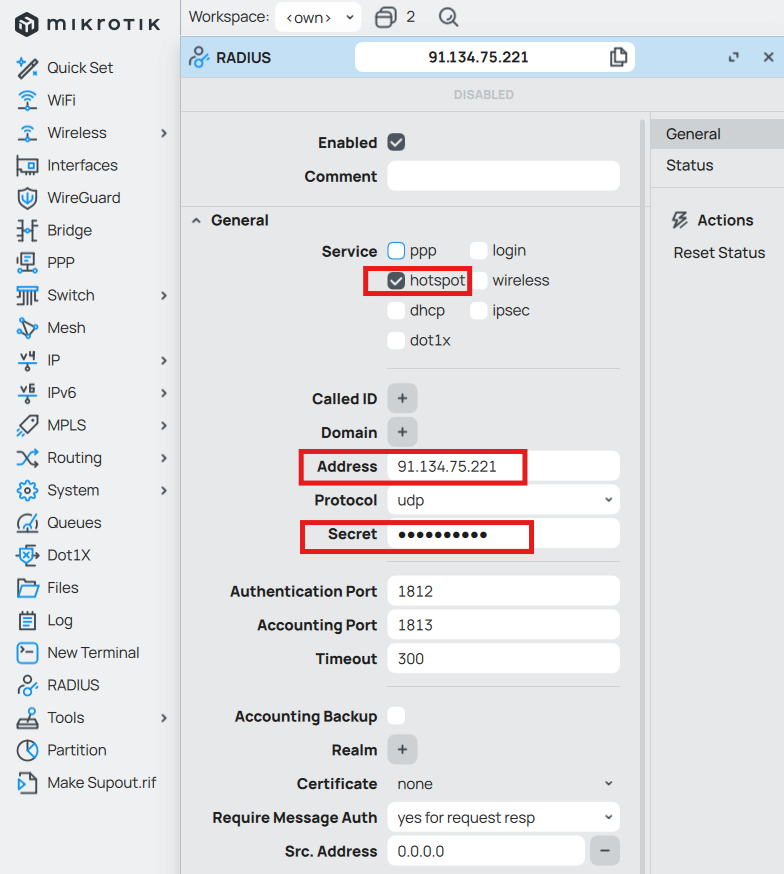 mikrotik
Workspace: <own> 2
RADIUS 91.134.75.221
DISABLED
Quick Set
WiFi
Wireless
Interfaces
WireGuard
Bridge
PPP
Switch
Mesh
IP
IPv6
MPLS
Routing
System
Queues
Dot1X
Files
Log
New Terminal
RADIUS
Tools
Partition
Make Supout.rif
Enabled
Comment
General
Service ppp login
hotspot wireless
dhcp ipsec
dot1x
Called ID +
Domain +
Address 91.134.75.221
Protocol udp
Secret ●●●●●●●●●●
Authentication Port 1812
Accounting Port 1813
Timeout 300
Accounting Backup
Realm +
Certificate none
Require Message Auth yes for request resp
Src. Address 0.0.0.0 −
General
Status
Actions
Reset Status